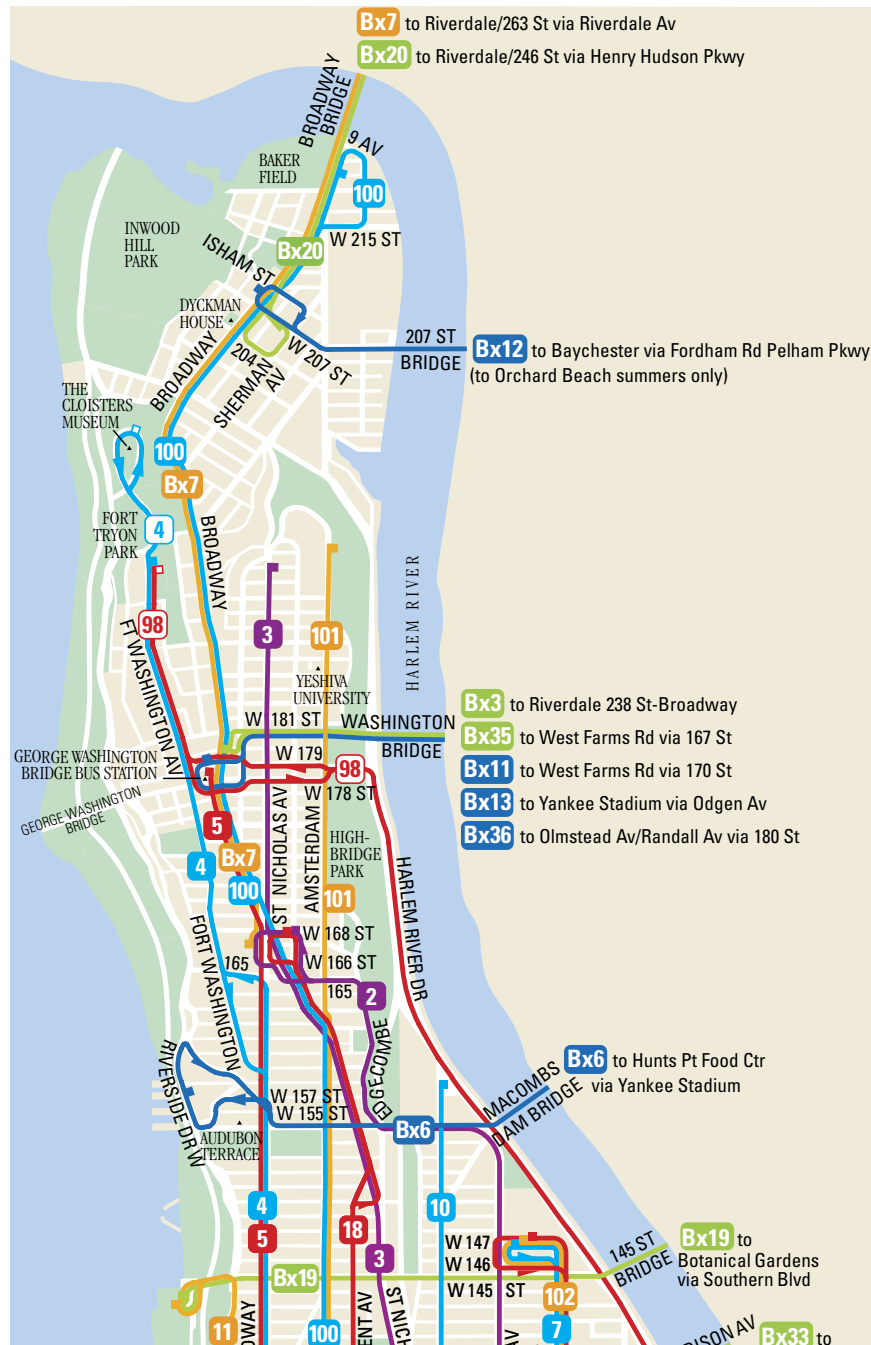 Bx7 to Riverdale/263 St via Riverdale Av
Bx20 to Riverdale/246 St via Henry Hudson Pkwy
BROADWAY
BRIDGE
9 AV
BAKER
FIELD
100
INWOOD
HILL
PARK
W 215 ST
Bx20
ISHAM ST
DYCKMAN
HOUSE
207 ST
BRIDGE
Bx12 to Baychester via Fordham Rd Pelham Pkwy
(to Orchard Beach summers only)
BROADWAY
204
SHERMAN
AV
W 207 ST
THE
CLOISTERS
MUSEUM
100
Bx7
FORT
TRYON
PARK
4
BROADWAY
HARLEM RIVER
98
FT WASHINGTON AV
3
101
YESHIVA
UNIVERSITY
Bx3 to Riverdale 238 St-Broadway
Bx35 to West Farms Rd via 167 St
Bx11 to West Farms Rd via 170 St
Bx13 to Yankee Stadium via Odgen Av
Bx36 to Olmstead Av/Randall Av via 180 St
W 181 ST
WASHINGTON
BRIDGE
GEORGE WASHINGTON
BRIDGE BUS STATION
W 179
98
W 178 ST
GEORGE WASHINGTON
BRIDGE
5
4
Bx7
100
ST NICHOLAS AV
AMSTERDAM
HIGH-
BRIDGE
PARK
101
HARLEM RIVER DR
FORT WASHINGTON
W 168 ST
165
W 166 ST
165
2
EDGECOMBE
RIVERSIDE DR W
W 157 ST
W 155 ST
AUDUBON
TERRACE
Bx6
MACOMBS
DAM BRIDGE
Bx6 to Hunts Pt Food Ctr
via Yankee Stadium
4
5
18
10
3
W 147
W 146
W 145 ST
145 ST
BRIDGE
Bx19 to
Botanical Gardens
via Southern Blvd
Bx19
102
11
DWAY
100
ENT AV
ST NICH
AV
7
ISON AV
Bx33 to